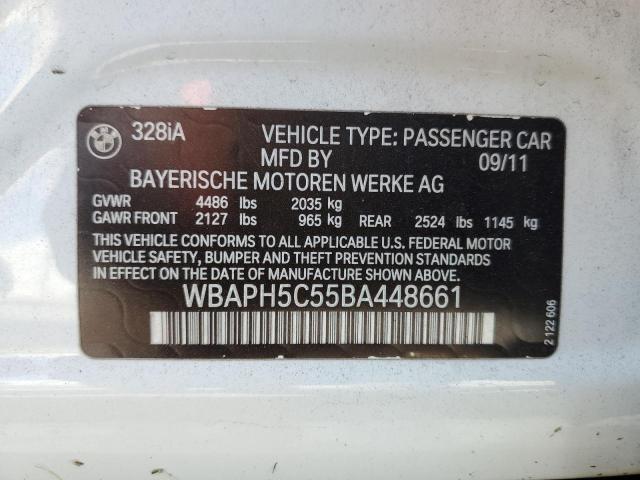 BMW
328iA VEHICLE TYPE: PASSENGER CAR
MFD BY 09/11
BAYERISCHE MOTOREN WERKE AG
GVWR 4486 lbs 2035 kg
GAWR FRONT 2127 lbs 965 kg REAR 2524 lbs 1145 kg
THIS VEHICLE CONFORMS TO ALL APPLICABLE U.S. FEDERAL MOTOR
VEHICLE SAFETY, BUMPER AND THEFT PREVENTION STANDARDS
IN EFFECT ON THE DATE OF MANUFACTURE SHOWN ABOVE.
WBAPH5C55BA448661
2 122 606